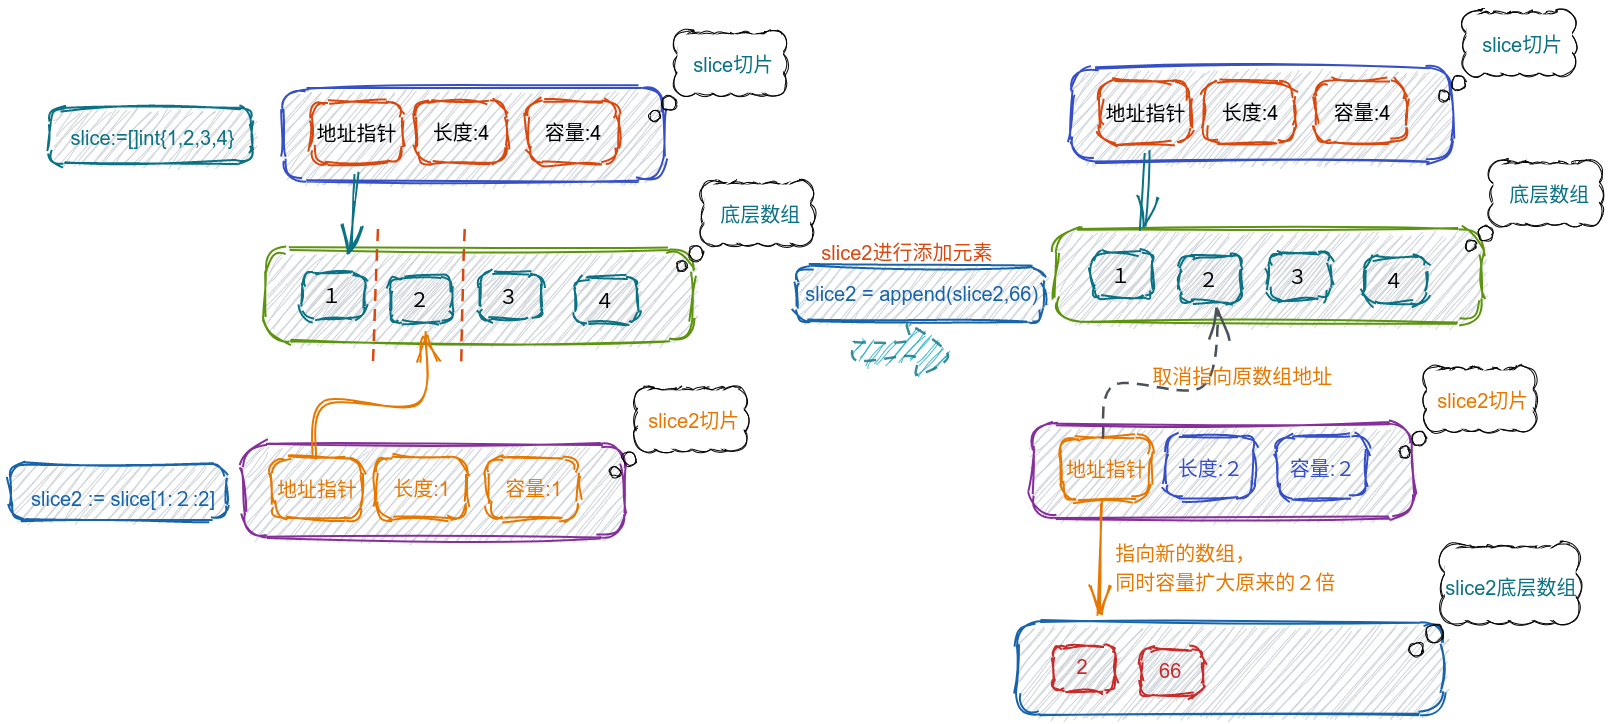 slice切片
slice:=[]int{1,2,3,4}
地址指针
长度:4
容量:4
底层数组
1
2
3
4
slice2切片
slice2 := slice[1:２:2]
地址指针
长度:1
容量:1
slice2进行添加元素
slice2 = append(slice2,66)
slice切片
地址指针
长度:4
容量:4
底层数组
1
2
3
4
取消指向原数组地址
slice2切片
地址指针
长度:２
容量:２
指向新的数组，
同时容量扩大原来的２倍
slice2底层数组
2
66